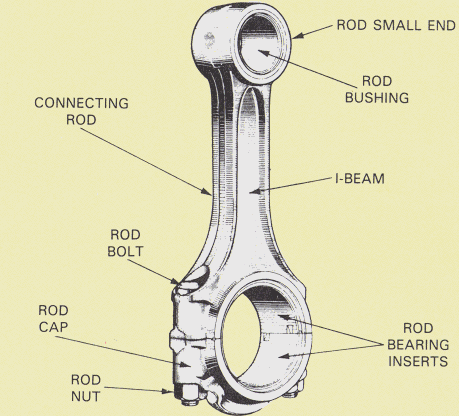 ROD SMALL END
ROD
BUSHING
CONNECTING
ROD
I-BEAM
ROD
BOLT
ROD
CAP
ROD
BEARING
INSERTS
ROD
NUT